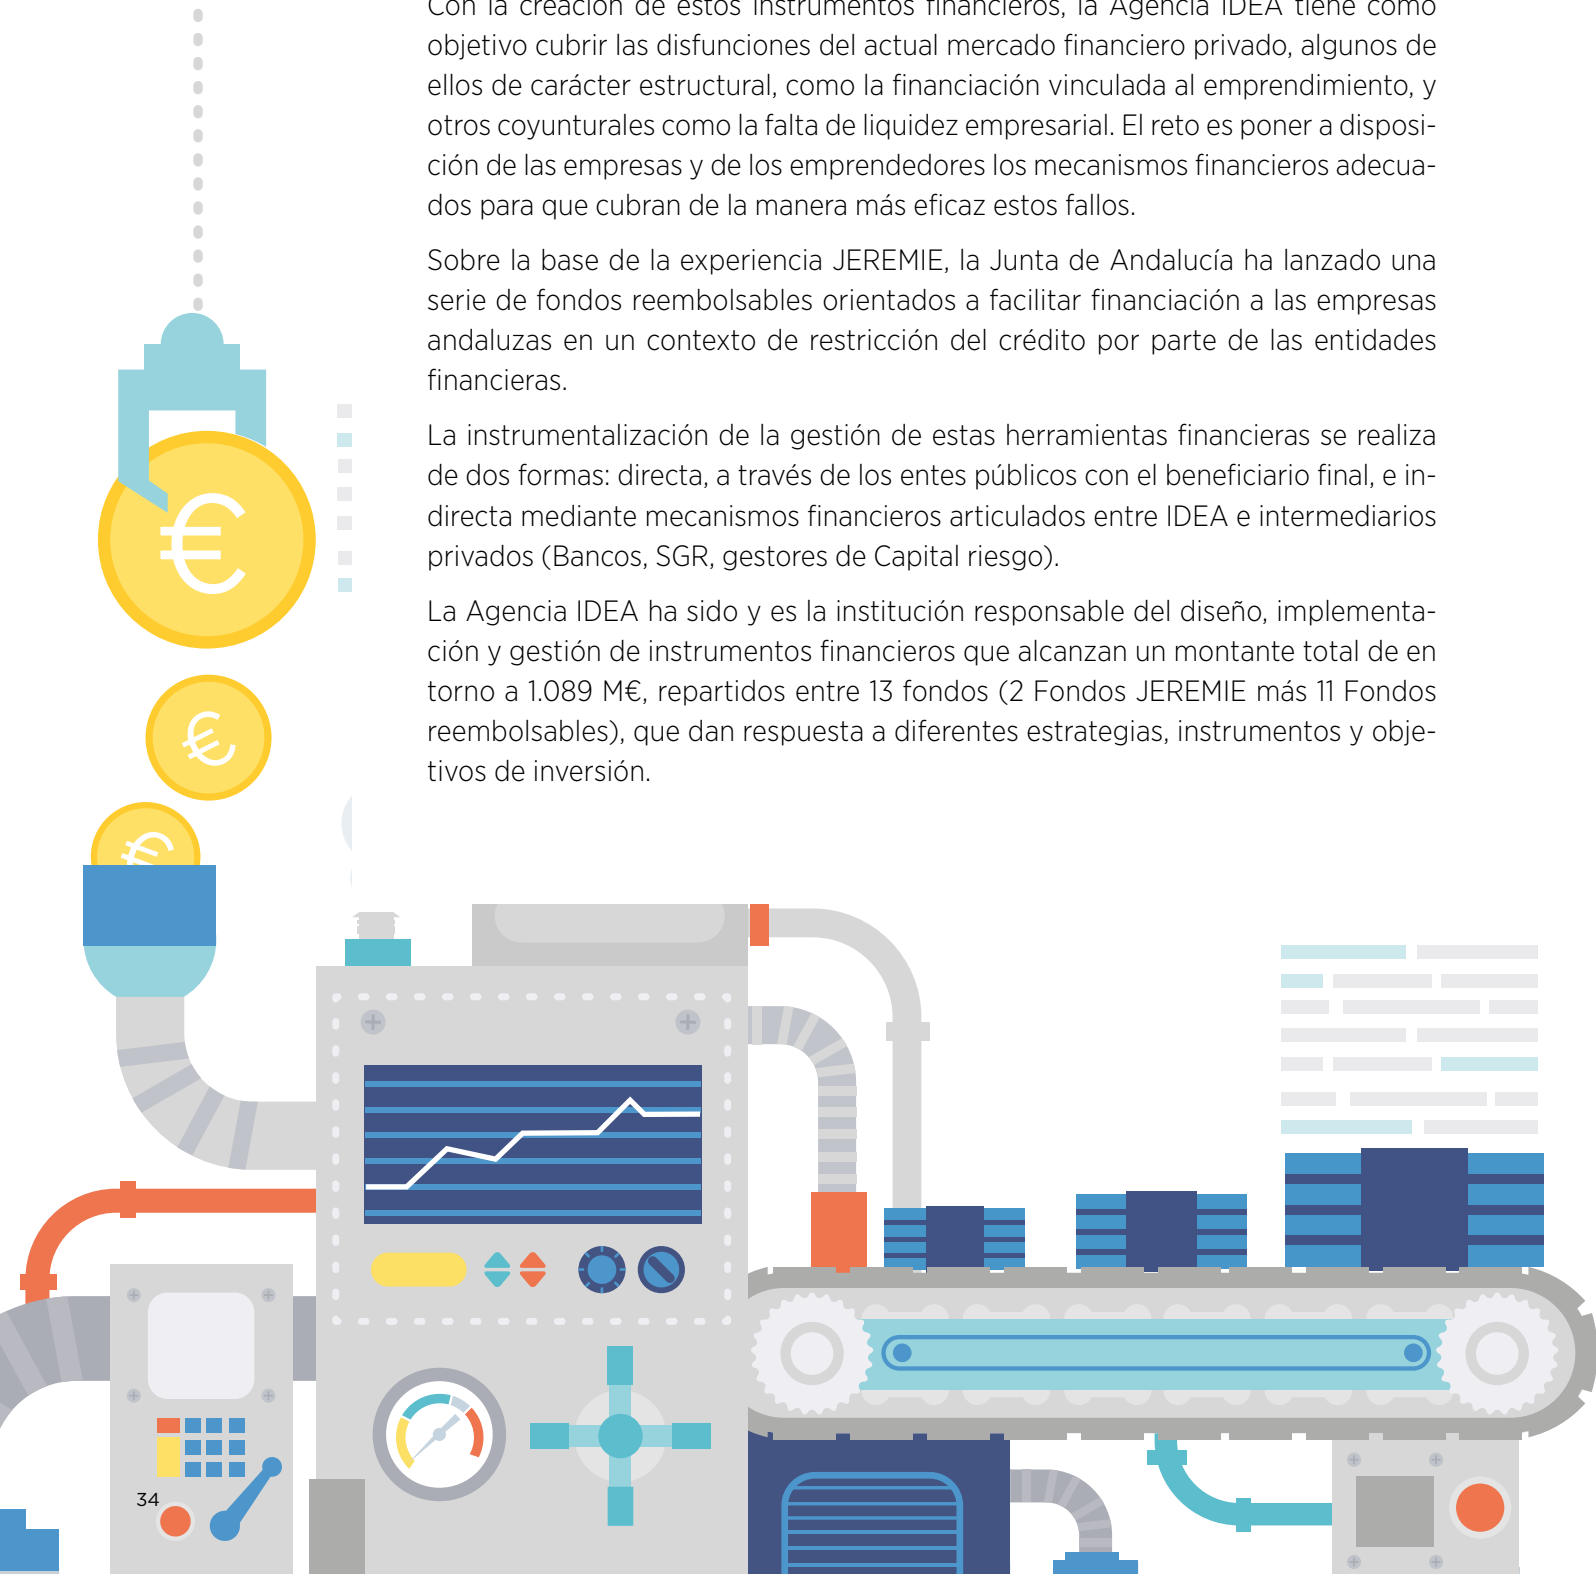 Con la creación de estos instrumentos financieros, la Agencia IDEA tiene como
objetivo cubrir las disfunciones del actual mercado financiero privado, algunos de
ellos de carácter estructural, como la financiación vinculada al emprendimiento, y
otros coyunturales como la falta de liquidez empresarial. El reto es poner a disposi-
ción de las empresas y de los emprendedores los mecanismos financieros adecua-
dos para que cubran de la manera más eficaz estos fallos.
Sobre la base de la experiencia JEREMIE, la Junta de Andalucía ha lanzado una
serie de fondos reembolsables orientados a facilitar financiación a las empresas
andaluzas en un contexto de restricción del crédito por parte de las entidades
financieras.
La instrumentalización de la gestión de estas herramientas financieras se realiza
de dos formas: directa, a través de los entes públicos con el beneficiario final, e in-
directa mediante mecanismos financieros articulados entre IDEA e intermediarios
privados (Bancos, SGR, gestores de Capital riesgo).
La Agencia IDEA ha sido y es la institución responsable del diseño, implementa-
ción y gestión de instrumentos financieros que alcanzan un montante total de en
torno a 1.089 M€, repartidos entre 13 fondos (2 Fondos JEREMIE más 11 Fondos
reembolsables), que dan respuesta a diferentes estrategias, instrumentos y obje-
tivos de inversión.
€
€
€
34